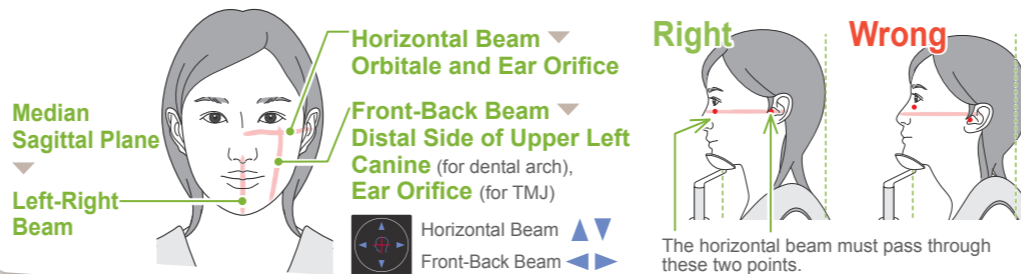 Median
Sagittal Plane
Left-Right
Beam
Horizontal Beam
Orbitale and Ear Orifice
Front-Back Beam
Distal Side of Upper Left
Canine (for dental arch),
Ear Orifice (for TMJ)
Horizontal Beam
Front-Back Beam
Right
Wrong
The horizontal beam must pass through
these two points.